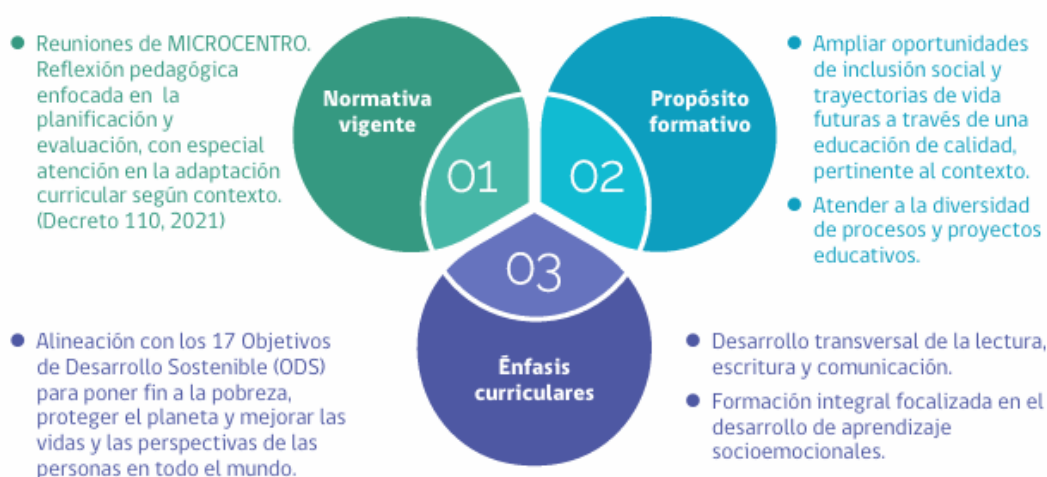 ● Reuniones de MICROCENTRO.
Reflexión pedagógica
enfocada en la
planificación y
evaluación, con especial
atención en la adaptación
curricular según contexto.
(Decreto 110, 2021)
Normativa
vigente
01
Propósito
formativo
02
● Ampliar oportunidades
de inclusión social y
trayectorias de vida
futuras a través de una
educación de calidad,
pertinente al contexto.
● Atender a la diversidad
de procesos y proyectos
educativos.
03
Énfasis
curriculares
● Alineación con los 17 Objetivos
de Desarrollo Sostenible (ODS)
para poner fin a la pobreza,
proteger el planeta y mejorar las
vidas y las perspectivas de las
personas en todo el mundo.
● Desarrollo transversal de la lectura,
escritura y comunicación.
● Formación integral focalizada en el
desarrollo de aprendizaje
socioemocionales.